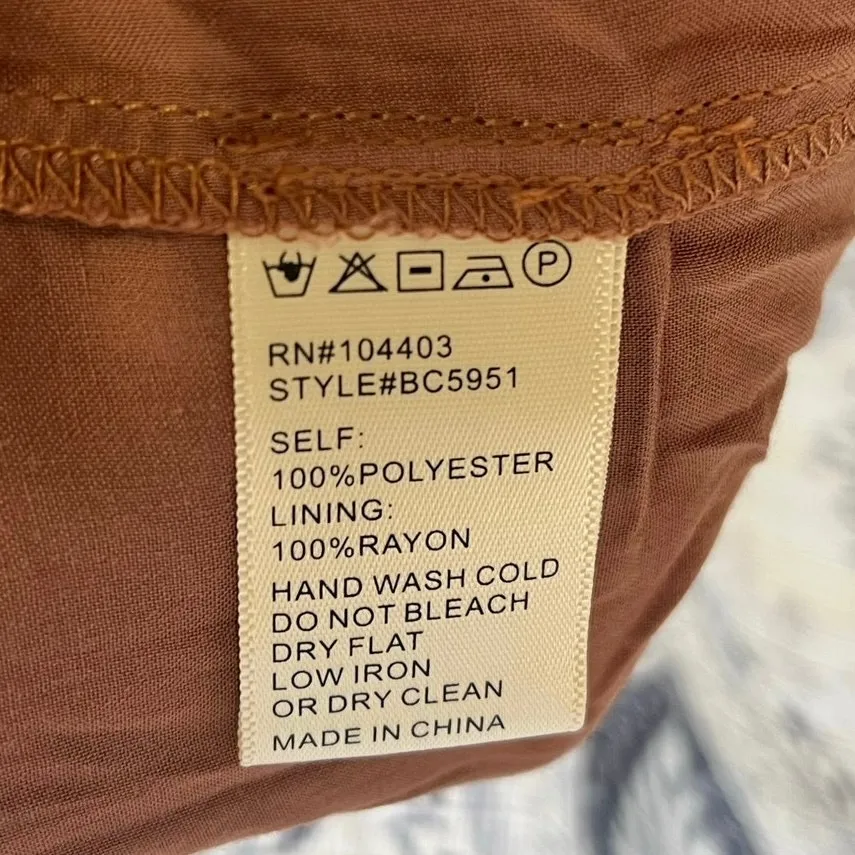 P
RN#104403
STYLE#BC5951
SELF:
100%POLYESTER
LINING:
100%RAYON
HAND WASH COLD
DO NOT BLEACH
DRY FLAT
LOW IRON
OR DRY CLEAN
MADE IN CHINA